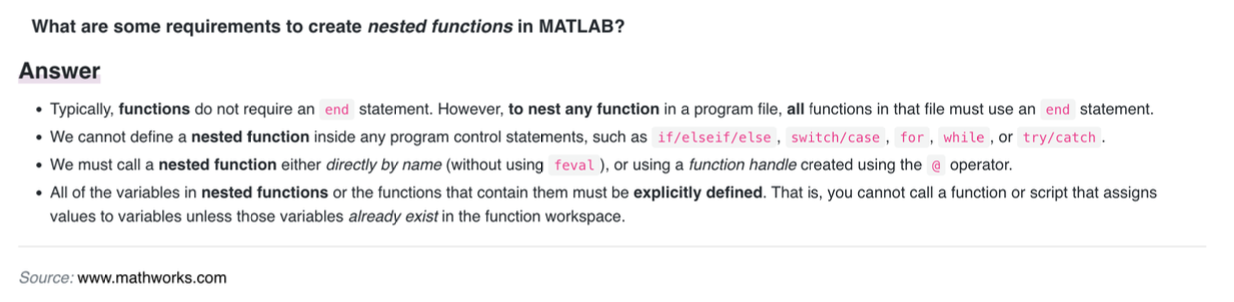 What are some requirements to create nested functions in MATLAB?
Answer
• Typically, functions do not require an end statement. However, to nest any function in a program file, all functions in that file must use an end statement.
• We cannot define a nested function inside any program control statements, such as if/elseif/else , switch/case , for , while , or try/catch .
• We must call a nested function either directly by name (without using feval ), or using a function handle created using the @ operator.
• All of the variables in nested functions or the functions that contain them must be explicitly defined. That is, you cannot call a function or script that assigns
values to variables unless those variables already exist in the function workspace.
Source: www.mathworks.com